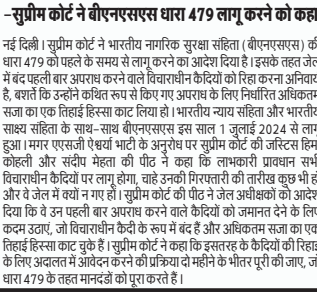 -सुप्रीम कोर्ट ने बीएनएसएस धारा 479 लागू करने को कहा
नई दिल्ली। सुप्रीम कोर्ट ने भारतीय नागरिक सुरक्षा संहिता (बीएनएसएस) की
धारा 479 को पहले के समय से लागू करने का आदेश दिया है। इसके तहत जेल
में बंद पहली बार अपराध करने वाले विचाराधीन कैदियों को रिहा करना अनिवार्य
है, बशर्ते कि उन्होंने कथित रूप से किए गए अपराध के लिए निर्धारित अधिकतम
सजा का एक तिहाई हिस्सा काट लिया हो। भारतीय न्याय संहिता और भारतीय
साक्ष्य संहिता के साथ-साथ बीएनएसएस इस साल 1 जुलाई 2024 से लागू
हुआ। मगर एएसजी ऐश्वर्या भाटी के अनुरोध पर सुप्रीम कोर्ट की जस्टिस हिमा
कोहली और संदीप मेहता की पीठ ने कहा कि लाभकारी प्रावधान सभी
विचाराधीन कैदियों पर लागू होगा, चाहे उनकी गिरफ्तारी की तारीख कुछ भी हो
और वे जेल में क्यों न गए हों। सुप्रीम कोर्ट की पीठ ने जेल अधीक्षकों को आदेश
दिया कि वे उन पहली बार अपराध करने वाले कैदियों को जमानत देने के लिए
कदम उठाएं, जो विचाराधीन कैदी के रूप में बंद हैं और अधिकतम सजा का एक
तिहाई हिस्सा काट चुके हैं। सुप्रीम कोर्ट ने कहा कि इसतरह के कैदियों की रिहाई
के लिए अदालत में आवेदन करने की प्रक्रिया दो महीने के भीतर पूरी की जाए, जो
धारा 479 के तहत मानदंडों को पूरा करते हैं।